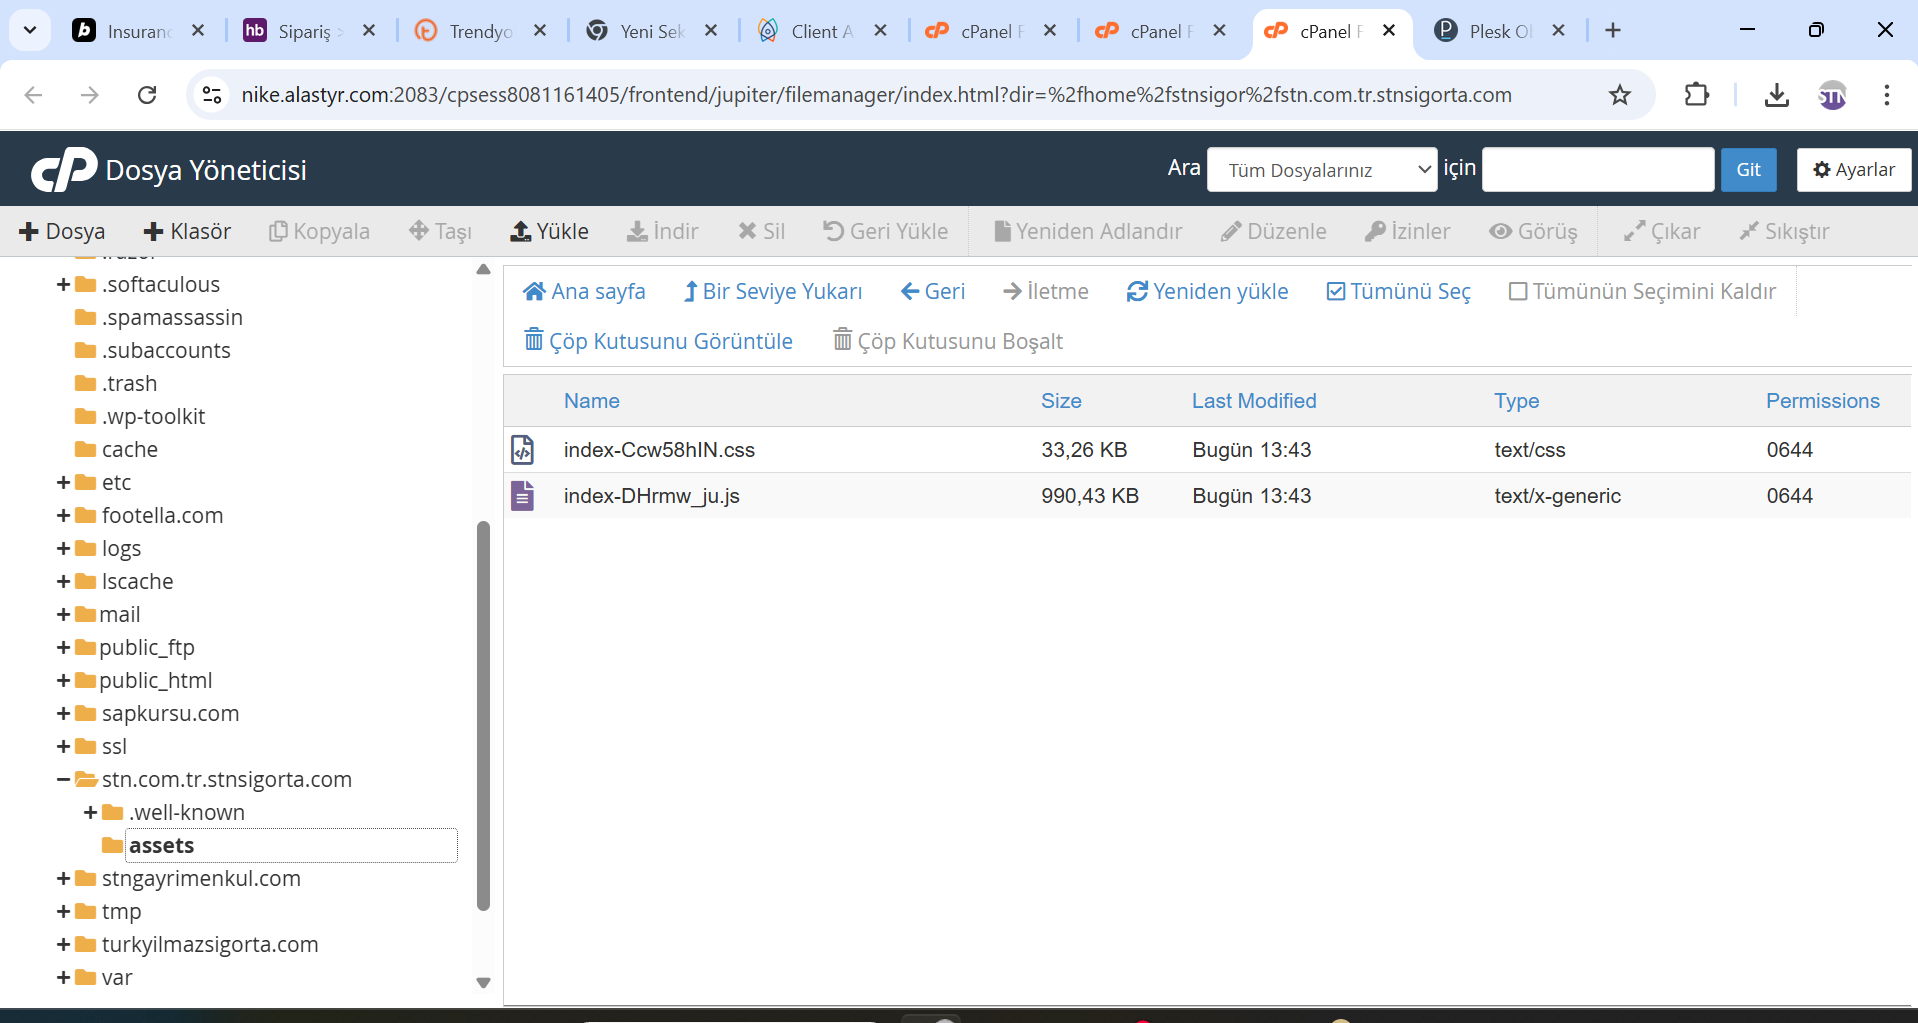 Insuran
Sipariş >
Trendyo
Yeni Sek
Client A
cPanel F
cPanel F
cPanel F
Plesk O
nike.alastyr.com:2083/cpsess8081161405/frontend/jupiter/filemanager/index.html?dir=%2fhome%2fstnsigor%2fstn.com.tr.stnsigorta.com
STN
cP Dosya Yöneticisi
Ara Tüm Dosyalarınız için Git Ayarlar
Dosya Klasör Kopyala Taşı Yükle İndir Sil Geri Yükle Yeniden Adlandır Düzenle İzinler Görüş Çıkar Sıkıştır
.softaculous
.spamassassin
.subaccounts
.trash
.wp-toolkit
cache
etc
footella.com
logs
lscache
mail
public_ftp
public_html
sapkursu.com
ssl
stn.com.tr.stnsigorta.com
.well-known
assets
stngayrimenkul.com
tmp
turkyilmazsigorta.com
var
Ana sayfa Bir Seviye Yukarı Geri İletme Yeniden yükle Tümünü Seç Tümünün Seçimini Kaldır
Çöp Kutusunu Görüntüle Çöp Kutusunu Boşalt
Name Size Last Modified Type Permissions
index-Ccw58hIN.css 33,26 KB Bugün 13:43 text/css 0644
index-DHrmw_ju.js 990,43 KB Bugün 13:43 text/x-generic 0644